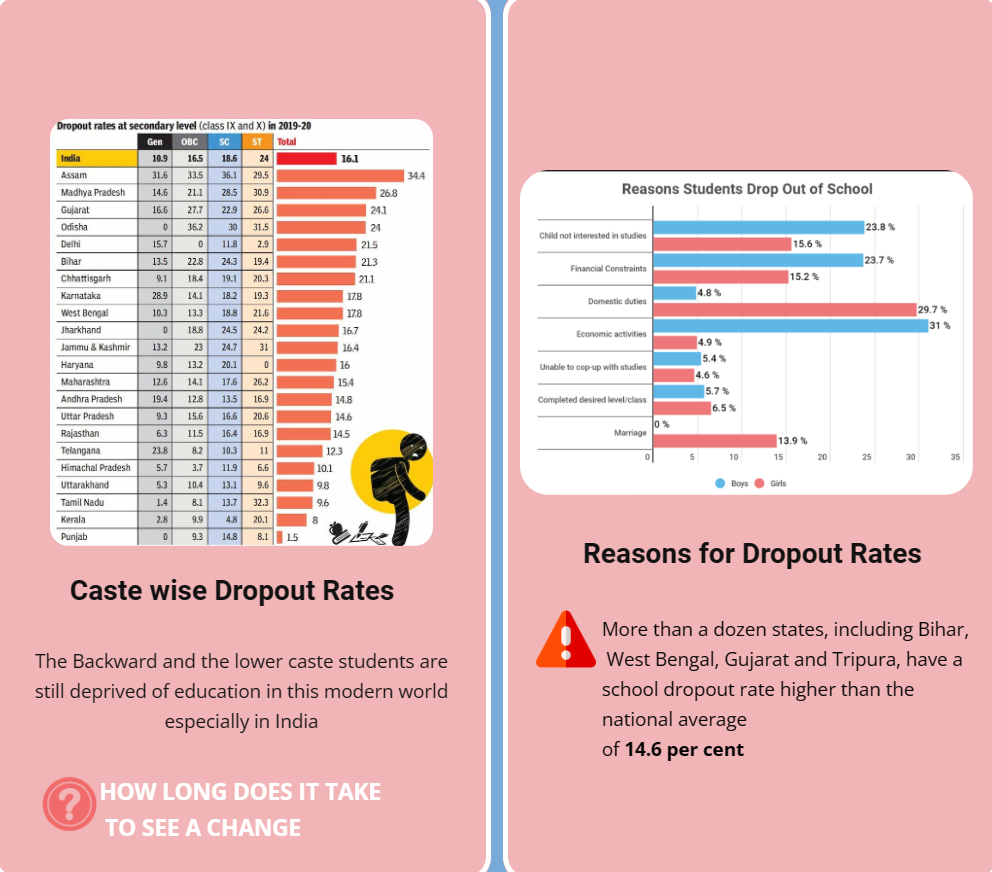 Dropout rates at secondary level (class IX and X) in 2019-20
Gen OBC SC ST Total
India 10.9 16.5 18.6 24 16.1
Assam 31.6 33.5 36.1 29.5 34.4
Madhya Pradesh 14.6 21.1 28.5 30.9 26.8
Gujarat 16.6 27.7 22.9 26.6 24.1
Odisha 0 36.2 30 31.5 24
Delhi 15.7 0 11.8 2.9 21.5
Bihar 13.5 22.8 24.3 19.4 21.3
Chhattisgarh 9.1 18.4 19.1 20.3 21.1
Karnataka 28.9 14.1 18.2 19.3 17.8
West Bengal 10.3 13.3 18.8 21.6 17.8
Jharkhand 0 18.8 24.5 24.2 16.7
Jammu & Kashmir 13.2 23 24.7 31 16.4
Haryana 9.8 13.2 20.1 0 16
Maharashtra 12.6 14.1 17.6 26.2 15.4
Andhra Pradesh 19.4 12.8 13.5 16.9 14.8
Uttar Pradesh 9.3 15.6 16.6 20.6 14.6
Rajasthan 6.3 11.5 16.4 16.9 14.5
Telangana 23.8 8.2 10.3 11 12.3
Himachal Pradesh 5.7 3.7 11.9 6.6 10.1
Uttarakhand 5.3 10.4 13.1 9.6 9.8
Tamil Nadu 1.4 8.1 13.7 32.3 9.6
Kerala 2.8 9.9 4.8 20.1 8
Punjab 0 9.3 14.8 8.1 1.5
Caste wise Dropout Rates
The Backward and the lower caste students are
still deprived of education in this modern world
especially in India
?
HOW LONG DOES IT TAKE
TO SEE A CHANGE
Reasons Students Drop Out of School
23.8 %
Child not interested in studies
15.6 %
23.7 %
Financial Constraints
15.2 %
4.8 %
Domestic duties
29.7 %
31 %
Economic activities
4.9 %
5.4 %
Unable to cop-up with studies
4.6 %
5.7 %
Completed desired level/class
6.5 %
0 %
Marriage
13.9 %
0 5 10 15 20 25 30 35
Boys Girls
Reasons for Dropout Rates
!
More than a dozen states, including Bihar,
West Bengal, Gujarat and Tripura, have a
school dropout rate higher than the
national average
of 14.6 per cent